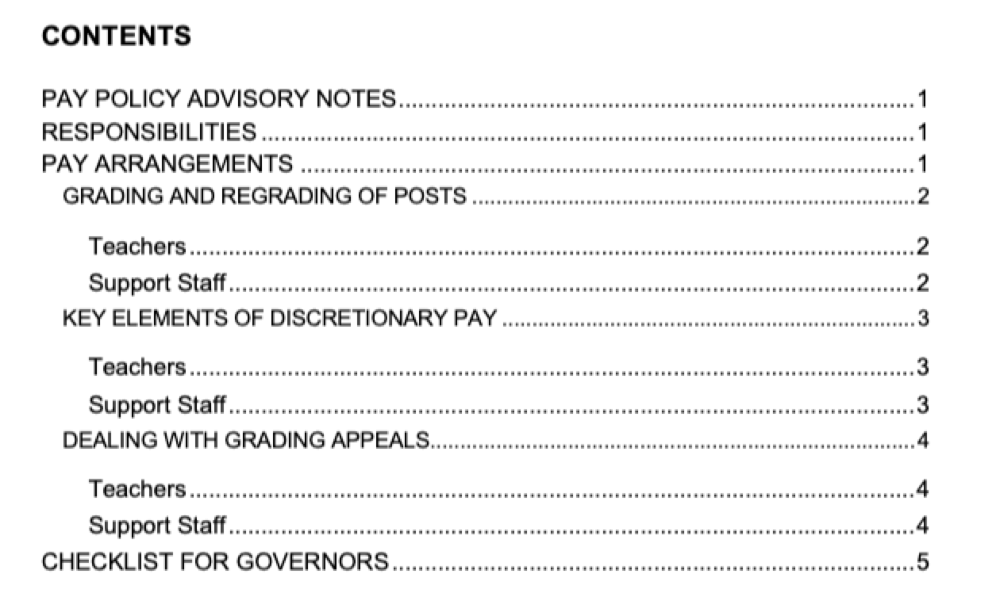 CONTENTS
PAY POLICY ADVISORY NOTES.......................................................................1
RESPONSIBILITIES ..........................................................................................1
PAY ARRANGEMENTS .....................................................................................1
GRADING AND REGRADING OF POSTS .............................................................2
Teachers....................................................................................................2
Support Staff..............................................................................................2
KEY ELEMENTS OF DISCRETIONARY PAY .........................................................3
Teachers....................................................................................................3
Support Staff..............................................................................................3
DEALING WITH GRADING APPEALS...................................................................4
Teachers....................................................................................................4
Support Staff..............................................................................................4
CHECKLIST FOR GOVERNORS........................................................................5